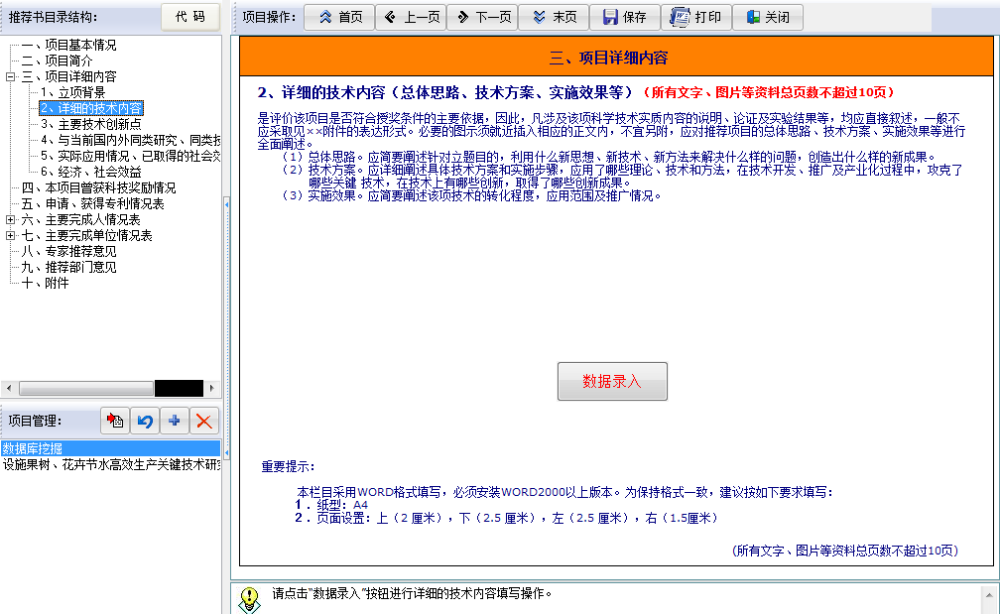 推荐书目录结构:
代 码
项目操作:
首页
上一页
下一页
末页
保存
打印
关闭
一、项目基本情况
二、项目简介
三、项目详细内容
1、立项背景
2、详细的技术内容
3、主要技术创新点
4、与当前国内外同类研究、同类技
5、实际应用情况、已取得的社会效
6、经济、社会效益
四、本项目曾获科技奖励情况
五、申请、获得专利情况表
六、主要完成人情况表
七、主要完成单位情况表
八、专家推荐意见
九、推荐部门意见
十、附件
项目管理:
数据库挖掘
设施果树、花卉节水高效生产关键技术研究
三、项目详细内容
2、详细的技术内容（总体思路、技术方案、实施效果等）（所有文字、图片等资料总页数不超过10页）
是评价该项目是否符合授奖条件的主要依据，因此，凡涉及该项科学技术实质内容的说明、论证及实验结果等，均应直接叙述，一般不
应采取见××附件的表达形式。必要的图示须就近插入相应的正文内，不宜另附，应对推荐项目的总体思路、技术方案、实施效果等进行
全面阐述。
（1）总体思路。应简要阐述针对立题目的，利用什么新思想、新技术、新方法来解决什么样的问题，创造出什么样的新成果。
（2）技术方案。应详细阐述具体技术方案和实施步骤，应用了哪些理论、技术和方法，在技术开发、推广及产业化过程中，攻克了
哪些关键 技术，在技术上有哪些创新，取得了哪些创新成果。
（3）实施效果。应简要阐述该项技术的转化程度，应用范围及推广情况。
数据录入
重要提示：
本栏目采用WORD格式填写，必须安装WORD2000以上版本。为保持格式一致，建议按如下要求填写：
1．纸型：A4
2．页面设置：上（2 厘米），下（2.5 厘米），左（2.5 厘米），右（1.5厘米）
(所有文字、图片等资料总页数不超过10页)
请点击"数据录入"按钮进行详细的技术内容填写操作。